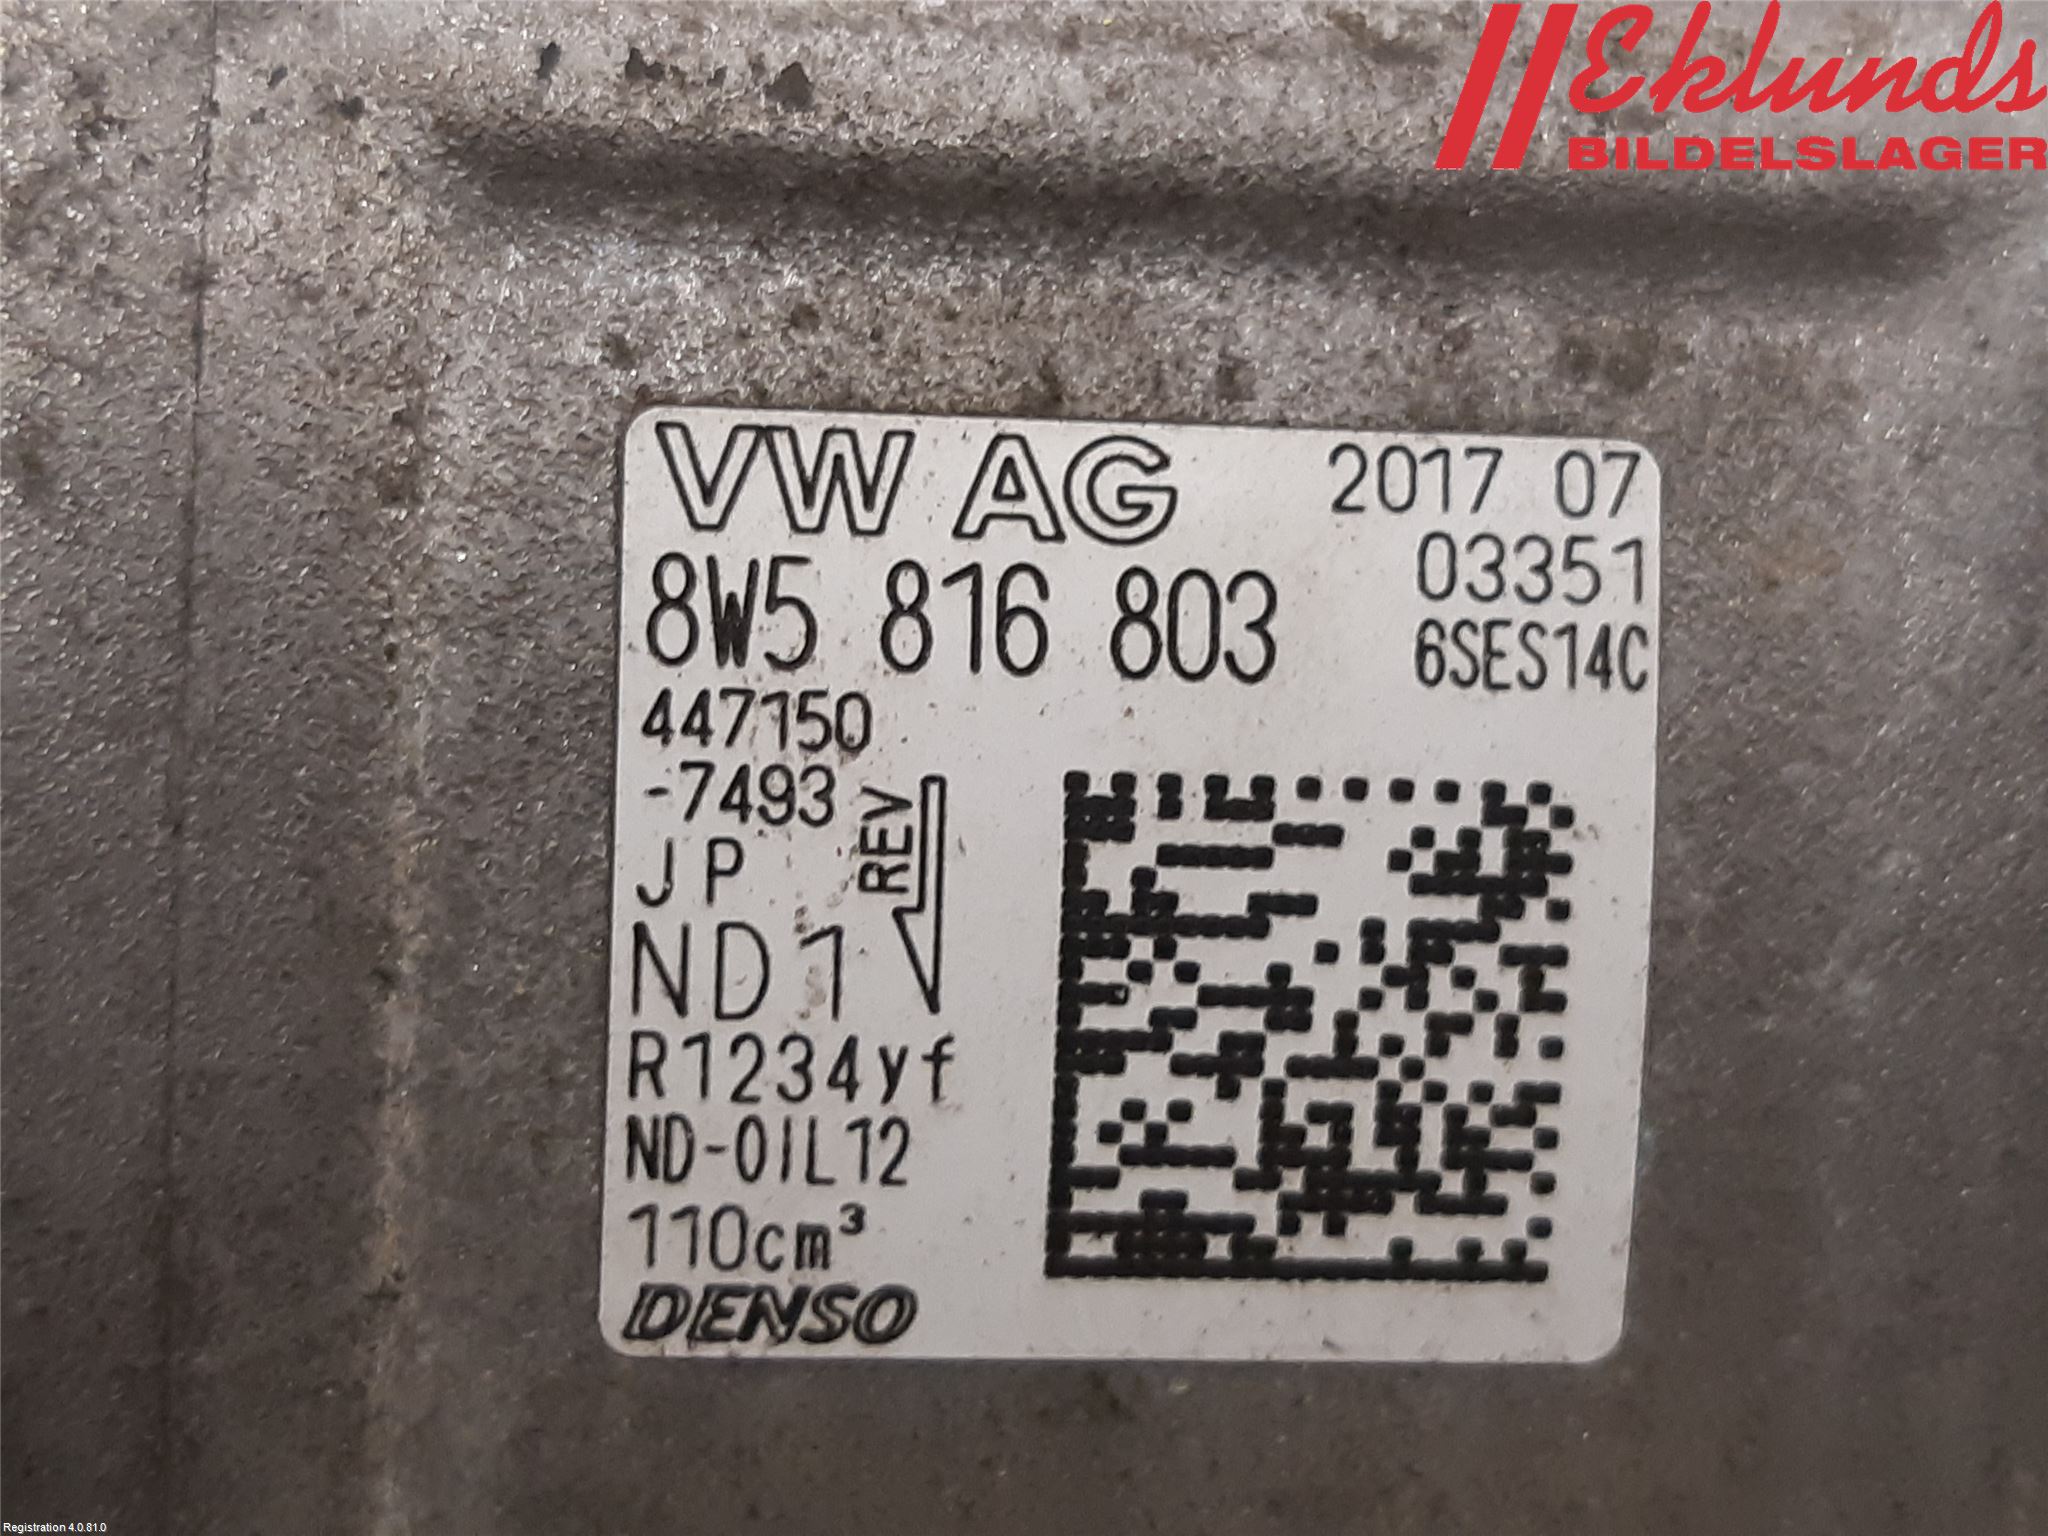 Eklunds
BILDELSLAGER
VW AG
2017 07
03351
8W5 816 803
6SES14C
447150
-7493
REV
JP
ND1
R1234yf
ND-OIL12
110cm³
DENSO
Registration 4.0.81.0